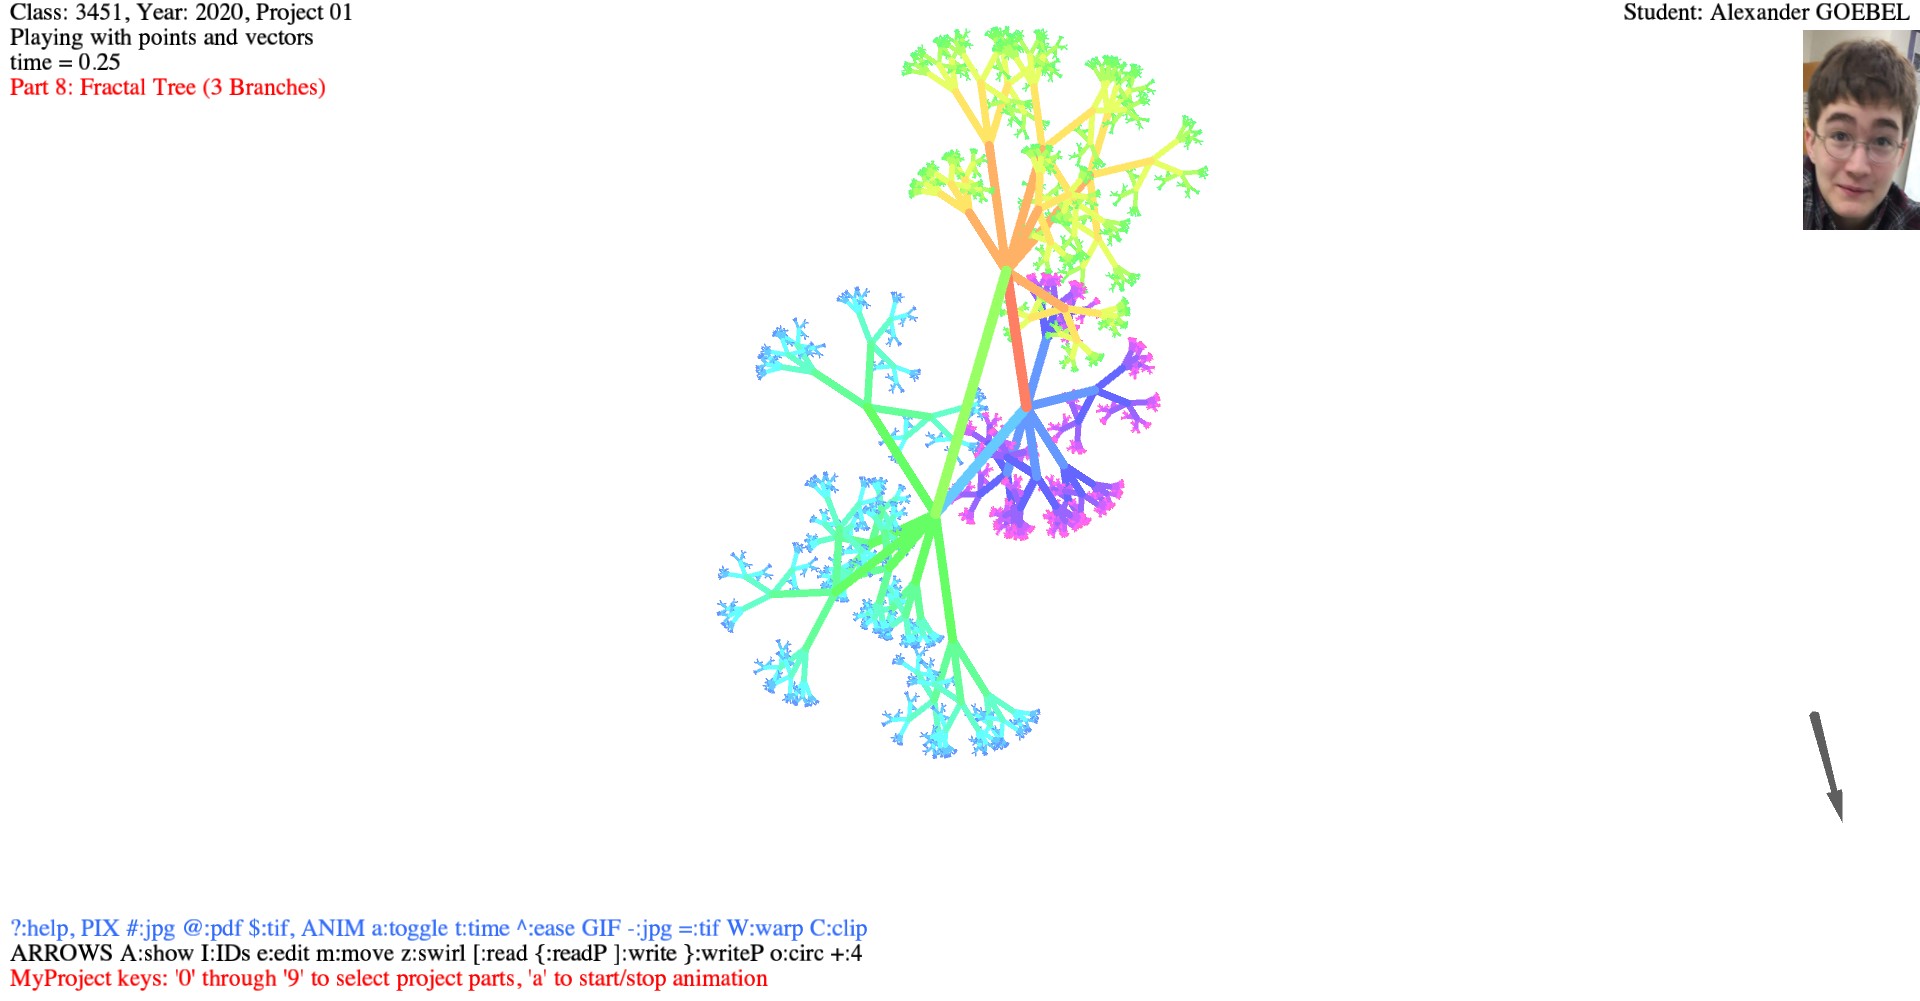 Class: 3451, Year: 2020, Project 01
Student: Alexander GOEBEL
Playing with points and vectors
time = 0.25
Part 8: Fractal Tree (3 Branches)
?:help, PIX #:jpg @:pdf $:tif, ANIM a:toggle t:time ^:ease GIF -:jpg =:tif W:warp C:clip
ARROWS A:show I:IDs e:edit m:move z:swirl [:read {:readP ]:write }:writeP o:circ +:4
MyProject keys: '0' through '9' to select project parts, 'a' to start/stop animation